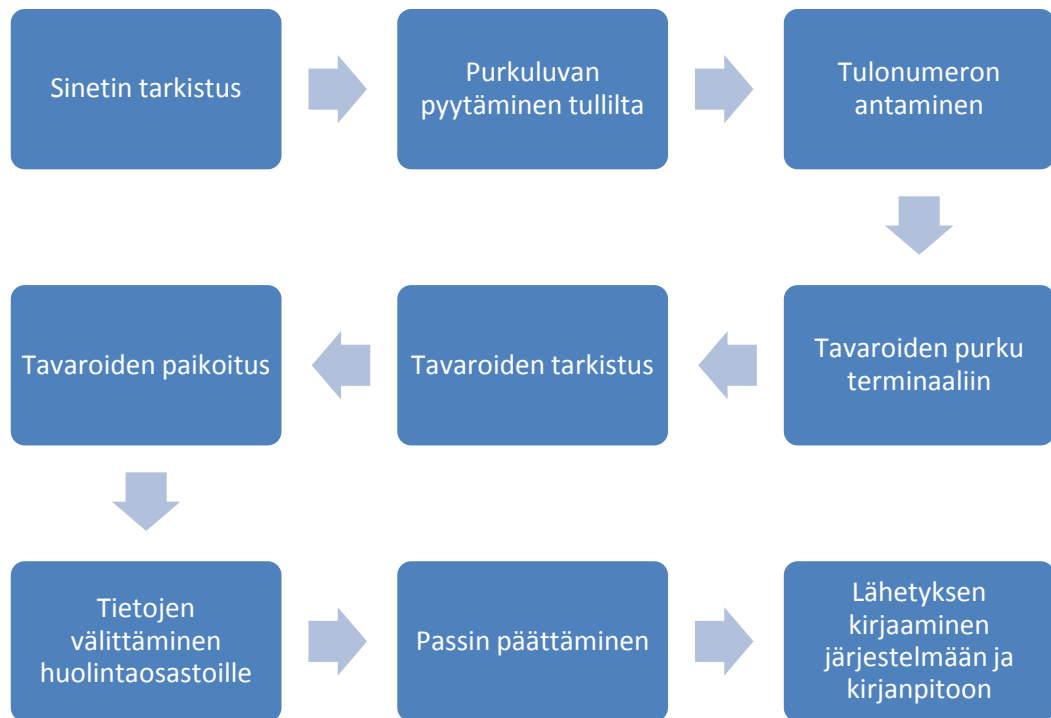 Sinetin tarkistus
Purkuluvan
pyytäminen tullilta
Tulonumeron
antaminen
Tavaroiden purku
terminaaliin
Tavaroiden tarkistus
Tavaroiden paikoitus
Tietojen
välittäminen
huolintaosastoille
Passin päättäminen
Lähetyksen
kirjaaminen
järjestelmään ja
kirjanpitoon